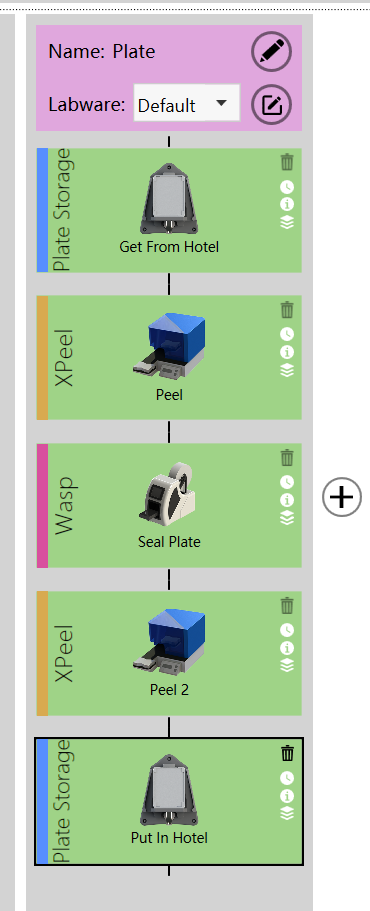 Name: Plate
Labware: Default
Plate Storage
Get From Hotel
XPeel
Peel
Wasp
Seal Plate
XPeel
Peel 2
Plate Storage
Put In Hotel